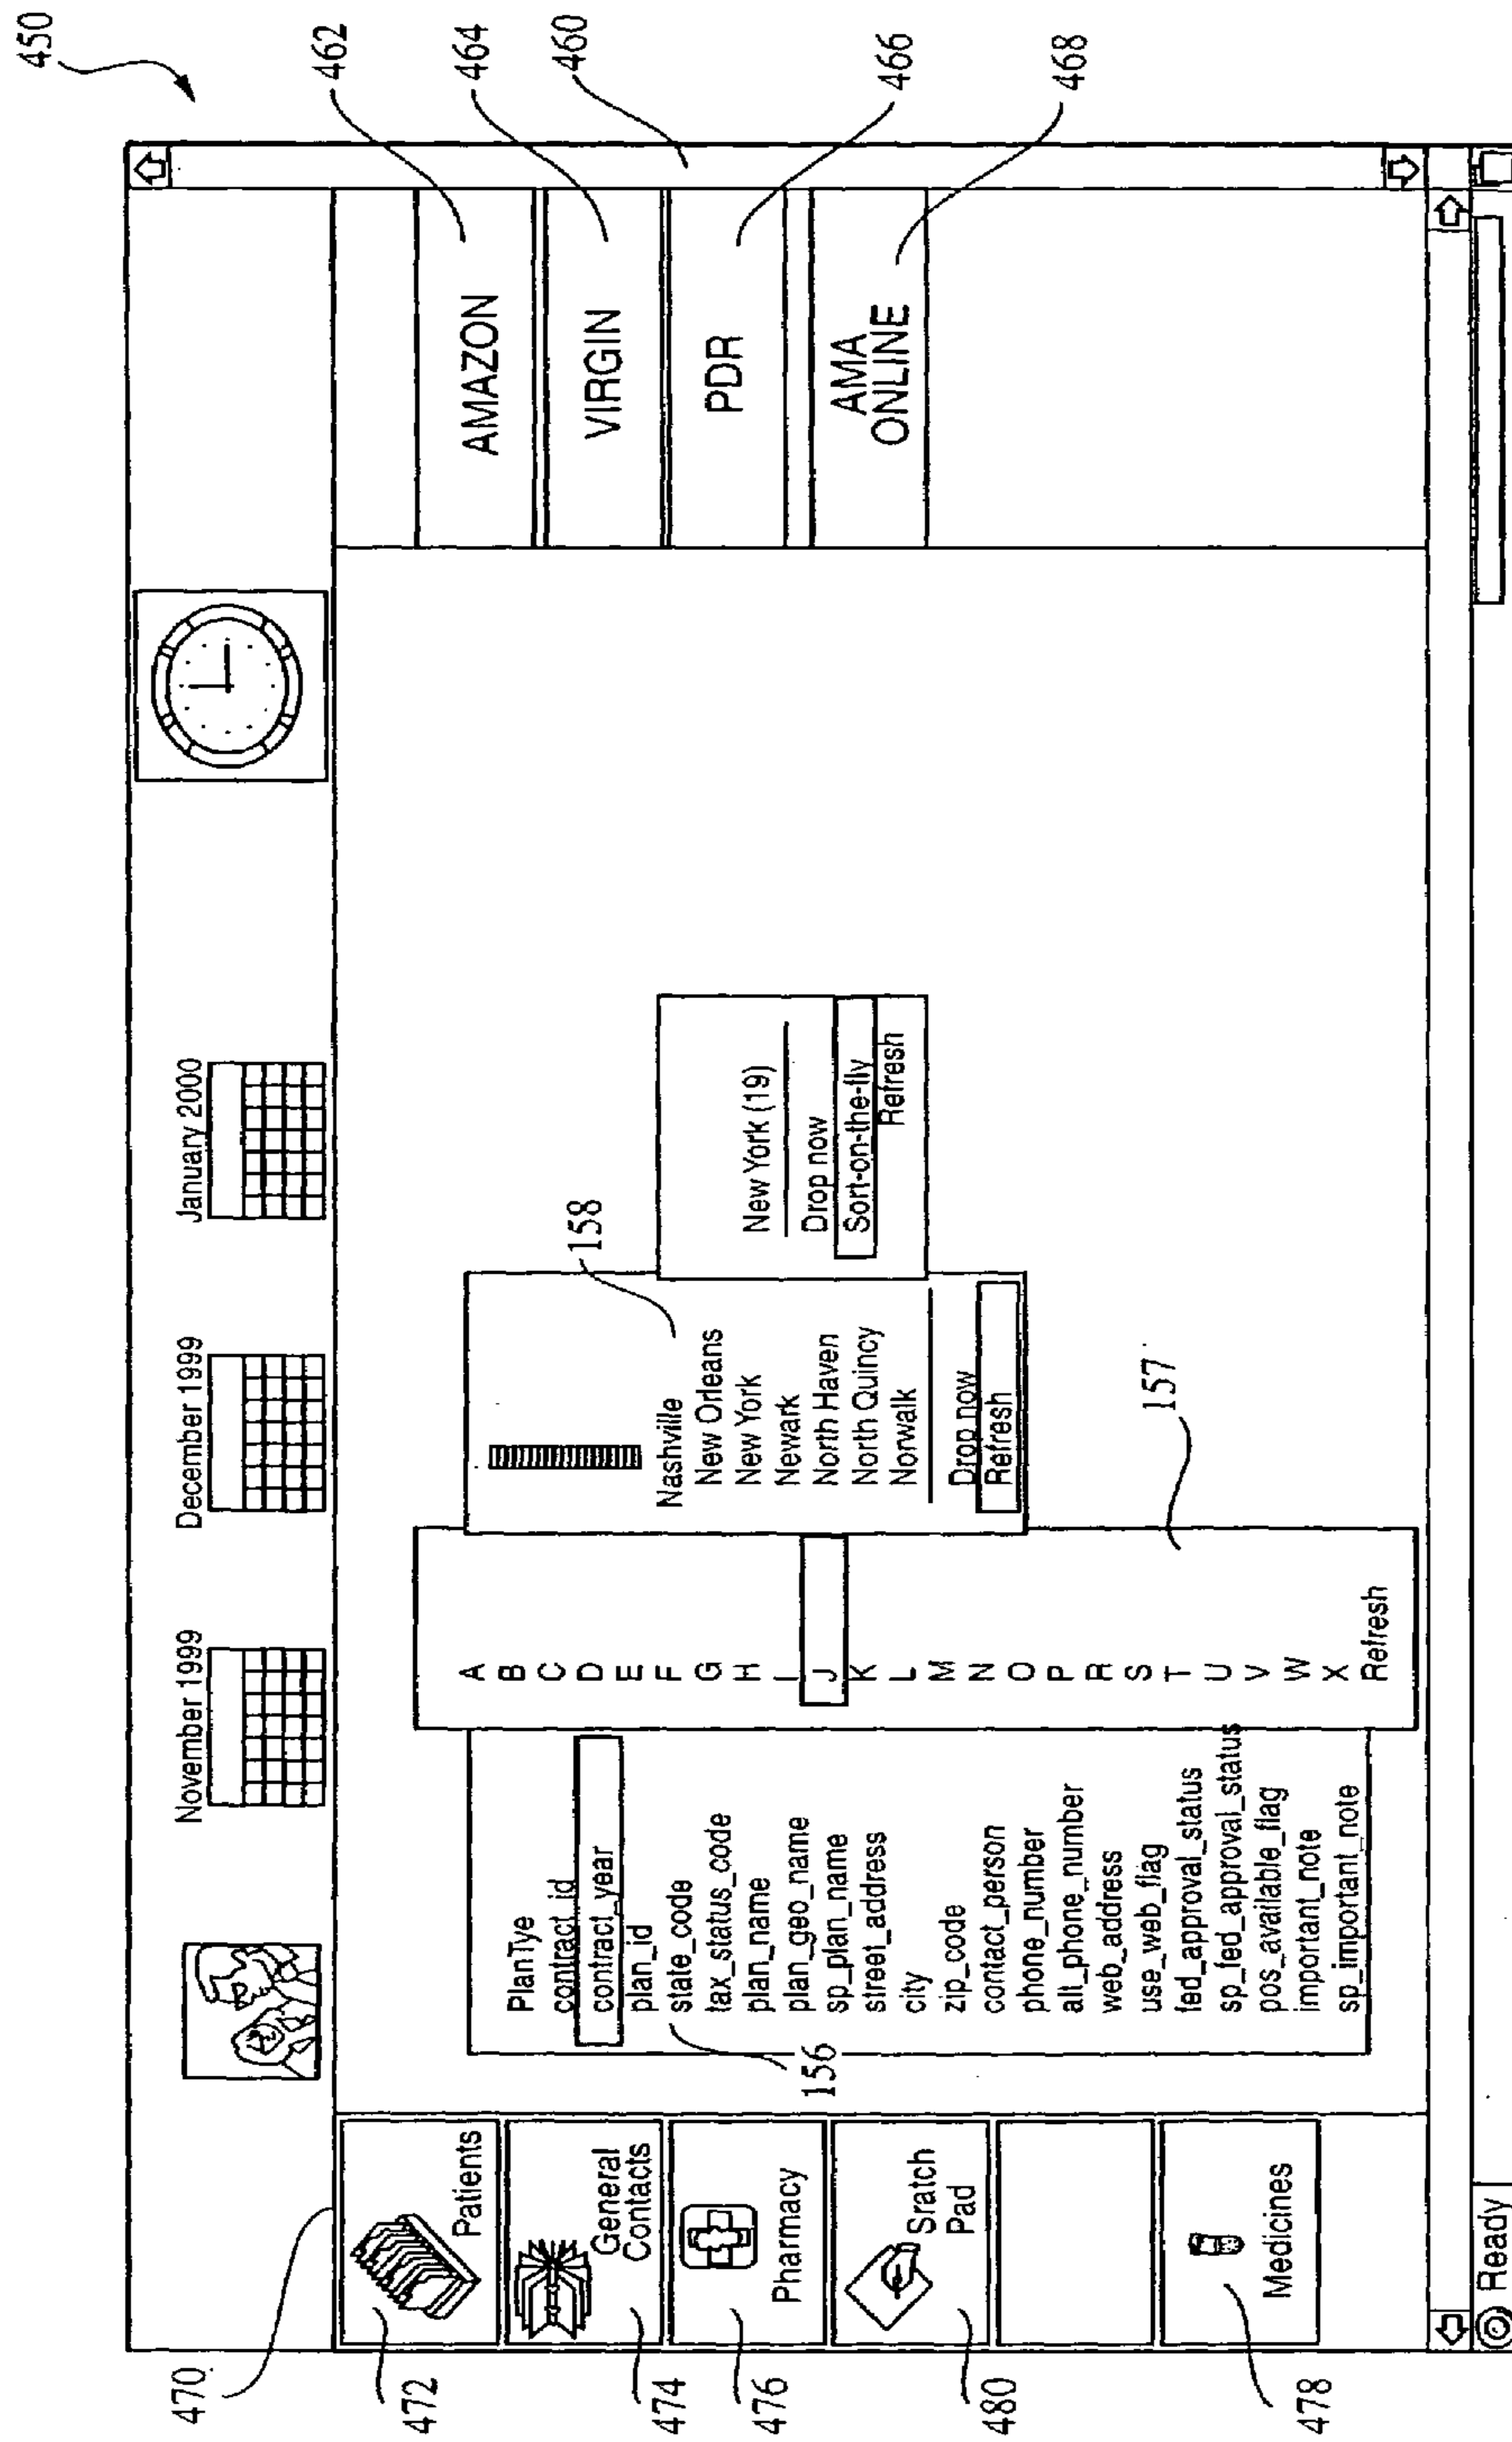 450
November 1999
December 1999
January 2000
470
472
Patients
474
General
Contacts
476
Pharmacy
480
Sratch
Pad
478
Medicines
PlanTye
contract_id
contract_year
plan_id
state_code
tax_status_code
plan_name
plan_geo_name
sp_plan_name
street_address
city
zip_code
contact_person
phone_number
alt_phone_number
web_address
use_web_flag
fed_approval_status
sp_fed_approval_status
pos_available_flag
important_note
sp_important_note
156
A
B
C
D
E
F
G
H
I
J
K
L
M
N
O
P
R
S
T
U
V
W
X
Refresh
157
158
Nashville
New Orleans
New York
Newark
North Haven
North Quincy
Norwalk
Drop now
Refresh
New York (19)
Drop now
Sort-on-the-fly
Refresh
AMAZON
462
VIRGIN
464
460
PDR
466
AMA
ONLINE
468
Ready